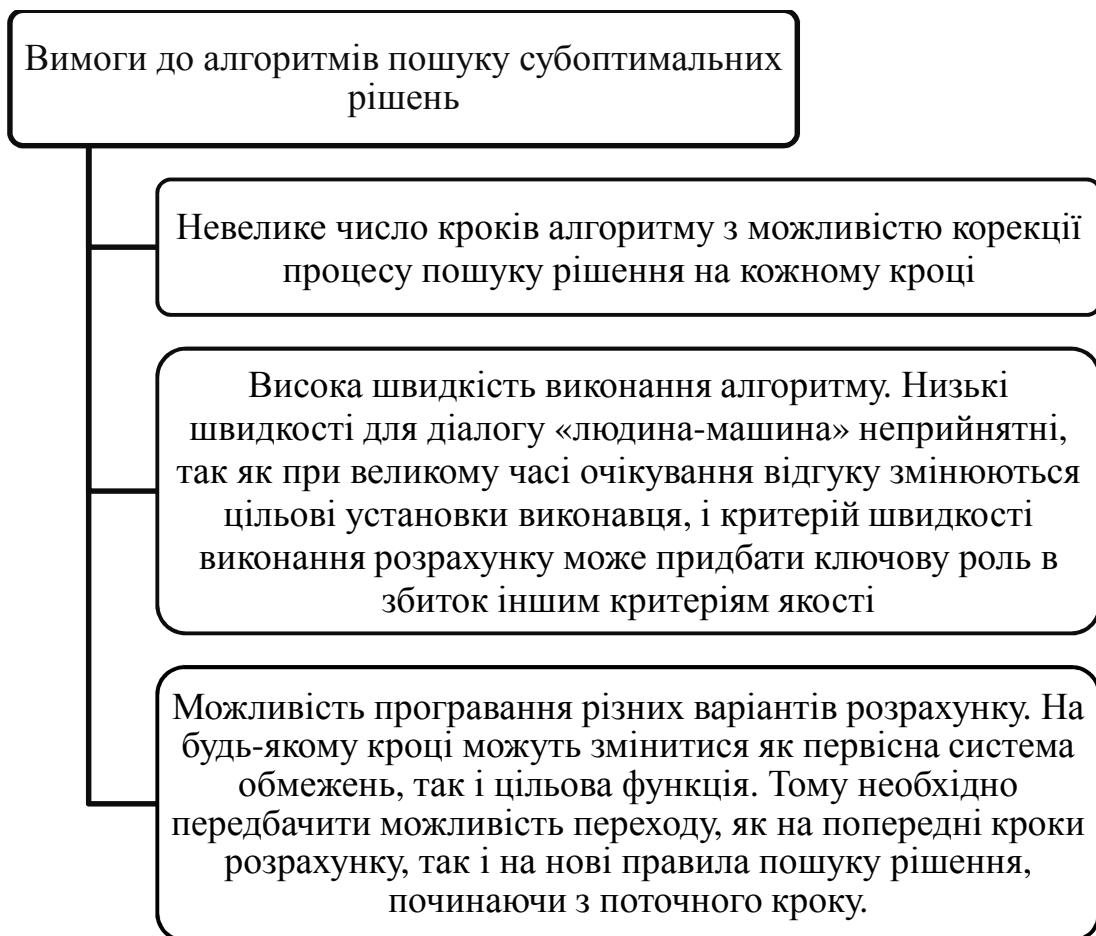 Вимоги до алгоритмів пошуку субоптимальних
рішень
Невелике число кроків алгоритму з можливістю корекції
процесу пошуку рішення на кожному кроці
Висока швидкість виконання алгоритму. Низькі
швидкості для діалогу «людина-машина» неприйнятні,
так як при великому часі очікування відгуку змінюються
цільові установки виконавця, і критерій швидкості
виконання розрахунку може придбати ключову роль в
збиток іншим критеріям якості
Можливість програвання різних варіантів розрахунку. На
будь-якому кроці можуть змінитися як первісна система
обмежень, так і цільова функція. Тому необхідно
передбачити можливість переходу, як на попередні кроки
розрахунку, так і на нові правила пошуку рішення,
починаючи з поточного кроку.